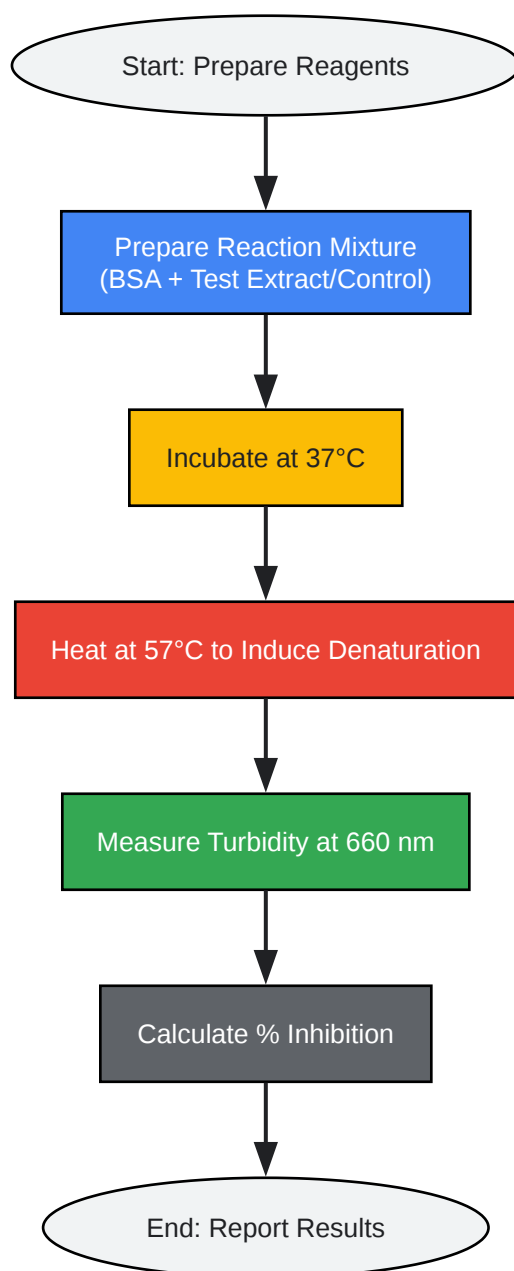 Start: Prepare Reagents
Prepare Reaction Mixture
(BSA + Test Extract/Control)
Incubate at 37°C
Heat at 57°C to Induce Denaturation
Measure Turbidity at 660 nm
Calculate % Inhibition
End: Report Results